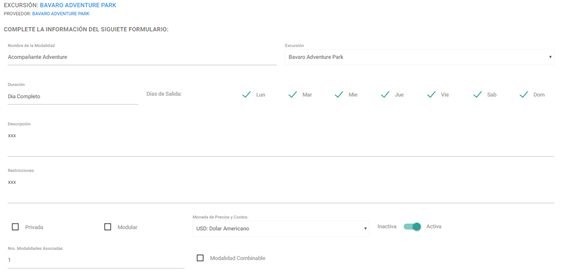 EXCURSIÓN: BAVARO ADVENTURE PARK
PROVEEDOR: BAVARO ADVENTURE PARK
COMPLETE LA INFORMACIÓN DEL SIGUIETE FORMULARIO:
Nombre de la Modalidad
Excursión
Acompañante Adventure
Bavaro Adventure Park
Duración
Dia Completo
Días de Salida:
Lun
Mar
Mie
Jue
Vie
Sab
Dom
Descripción
xxx
Restricciones
xxx
Privada
Modular
Moneda de Precios y Costos
USD: Dolar Americano
Inactiva
Activa
Nro. Modalidades Asociadas
1
Modalidad Combinable